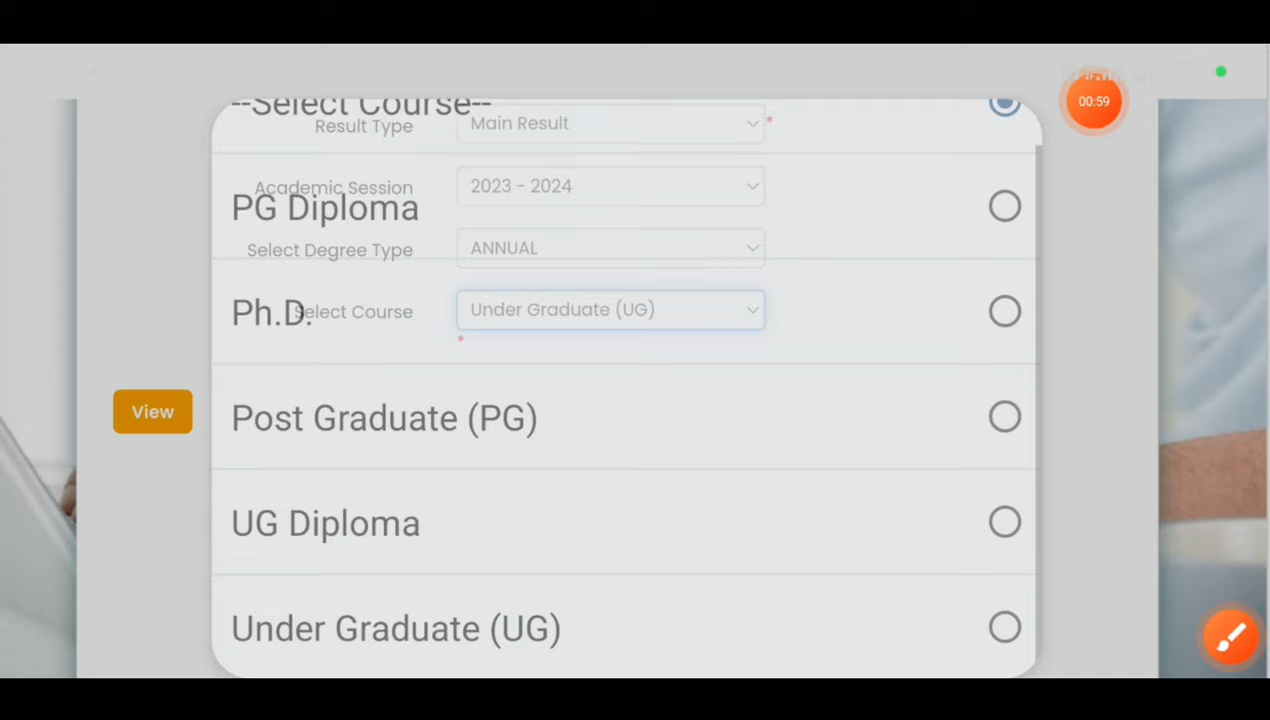 --Select Course--
Result Type
Main Result
*
00:59
Academic Session
2023 - 2024
PG Diploma
Select Degree Type
ANNUAL
Ph.D.
Select Course
Under Graduate (UG)
*
View
Post Graduate (PG)
UG Diploma
Under Graduate (UG)